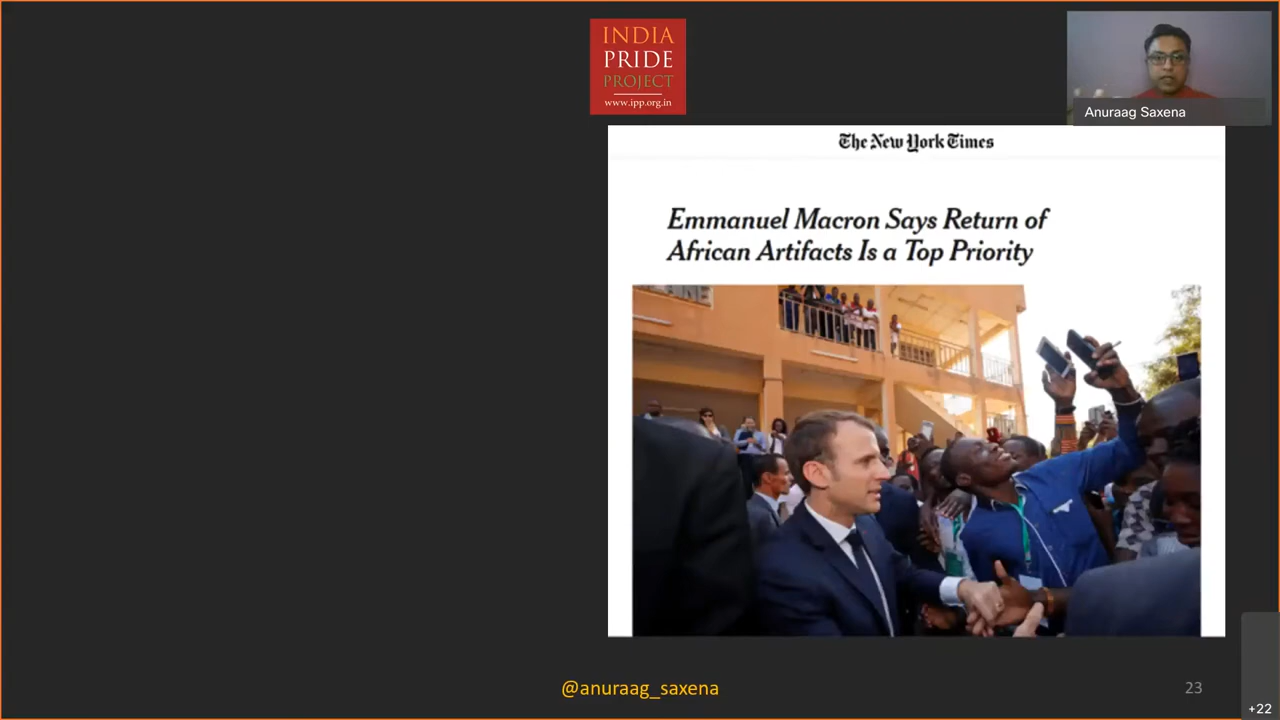 INDIA
PRIDE
PROJECT
www.ipp.org.in
Anuraag Saxena
The New York Times
Emmanuel Macron Says Return of
African Artifacts Is a Top Priority
@anuraag_saxena
23
+22